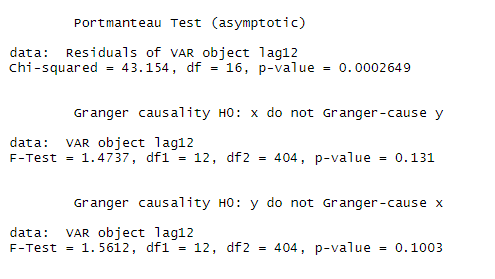 Portmanteau Test (asymptotic)
data:  Residuals of VAR object lag12
Chi-squared = 43.154, df = 16, p-value = 0.0002649
Granger causality H0: x do not Granger-cause y
data:  VAR object lag12
F-Test = 1.4737, df1 = 12, df2 = 404, p-value = 0.131
Granger causality H0: y do not Granger-cause x
data:  VAR object lag12
F-Test = 1.5612, df1 = 12, df2 = 404, p-value = 0.1003